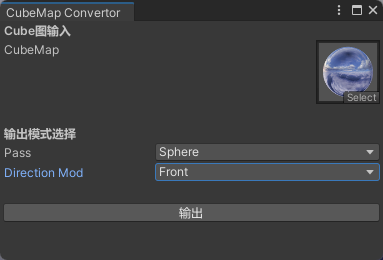 CubeMap Convertor
Cube图输入
CubeMap
Select
输出模式选择
Pass Sphere
Direction Mod Front
输出